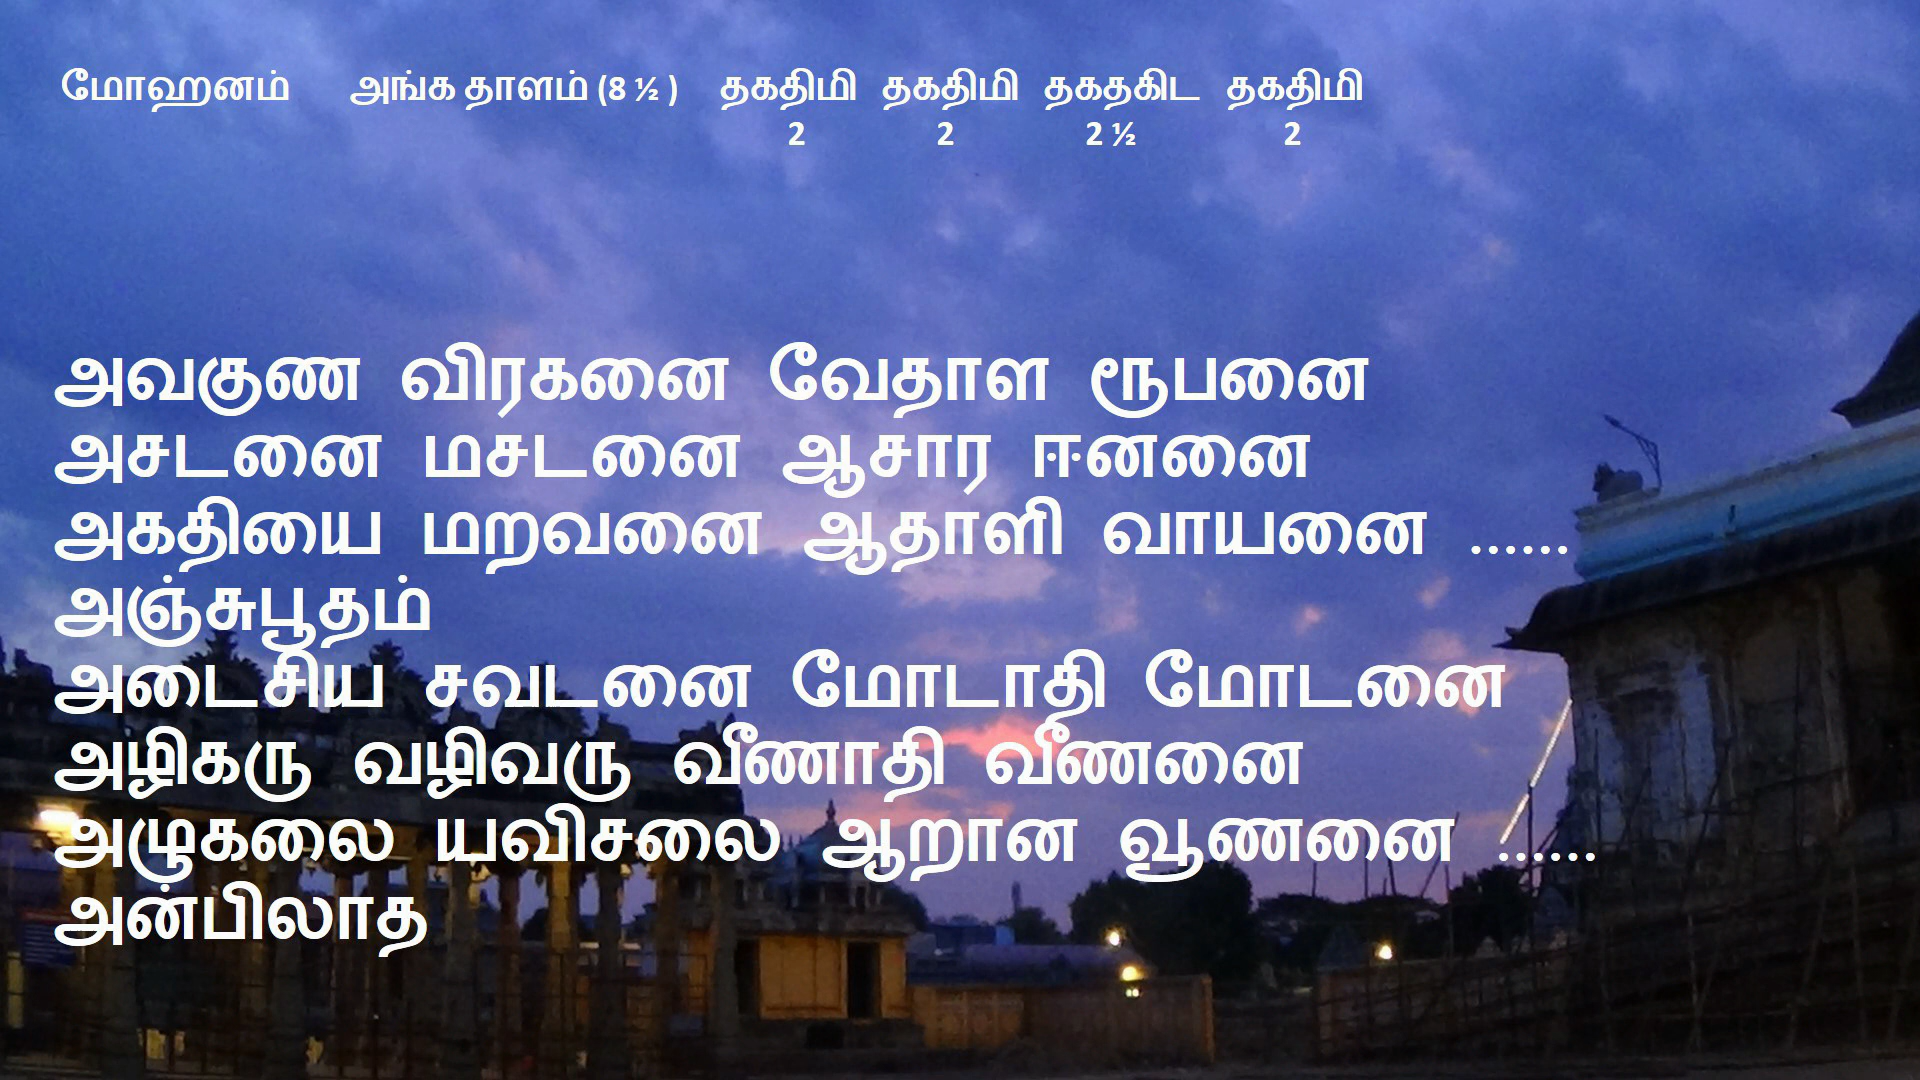 மோஹனம் அங்க தாளம் (8 ½ ) தகதிமி தகதிமி தகதகிட தகதிமி
2 2 2 ½ 2
அவகுண விரகனை வேதாள ரூபனை
அசடனை மசடனை ஆசார ஈனனை
அகதியை மறவனை ஆதாளி வாயனை ......
அஞ்சுபூதம்
அடைசிய சவடனை மோடாதி மோடனை
அழிகரு வழிவரு வீணாதி வீணனை
அழுகலை யவிசலை ஆறான வூணனை ......
அன்பிலாத